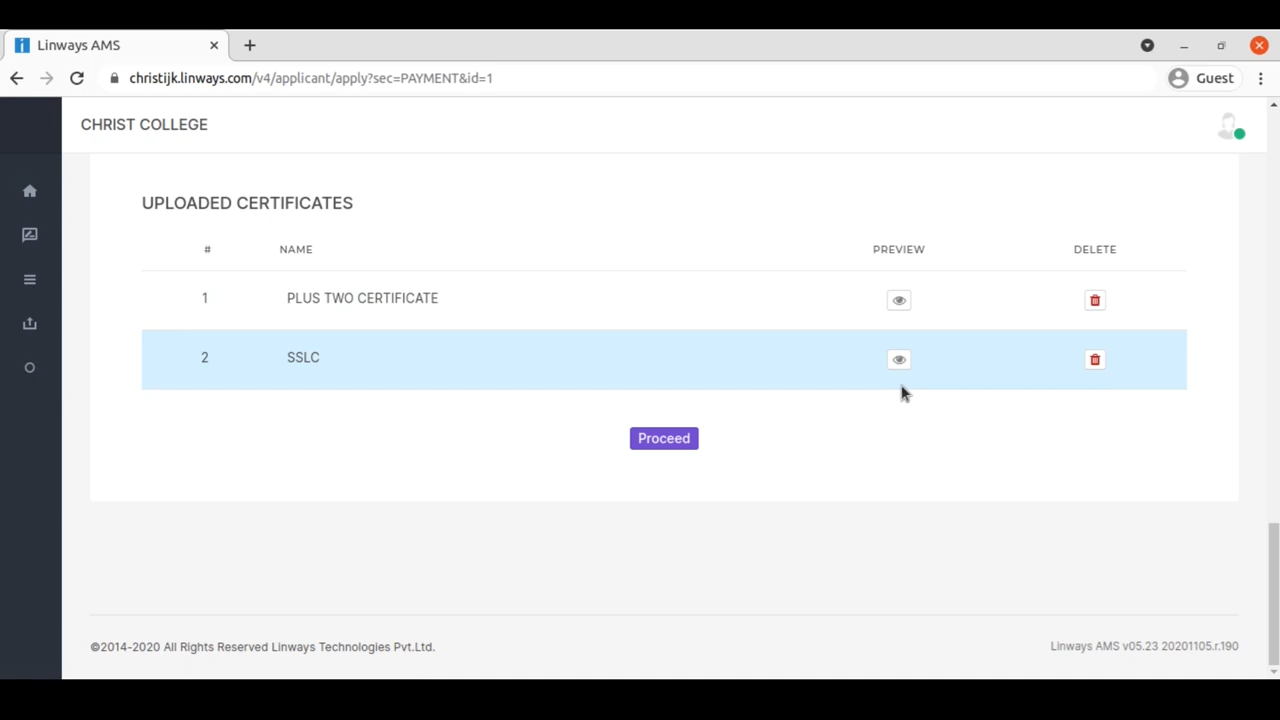 Linways AMS
christijk.linways.com/v4/applicant/apply?sec=PAYMENT&id=1
Guest
CHRIST COLLEGE
UPLOADED CERTIFICATES
# NAME PREVIEW DELETE
1 PLUS TWO CERTIFICATE
2 SSLC
Proceed
©2014-2020 All Rights Reserved Linways Technologies Pvt.Ltd.
Linways AMS v05.23 20201105.r.190